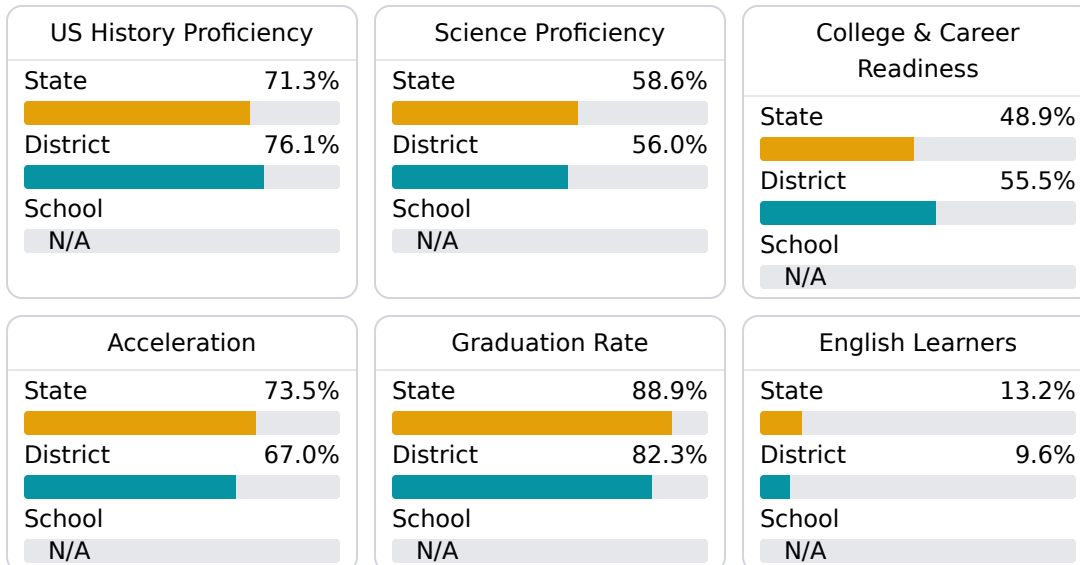 US History Proficiency
State 71.3%
District 76.1%
School
N/A
Science Proficiency
State 58.6%
District 56.0%
School
N/A
College & Career
Readiness
State 48.9%
District 55.5%
School
N/A
Acceleration
State 73.5%
District 67.0%
School
N/A
Graduation Rate
State 88.9%
District 82.3%
School
N/A
English Learners
State 13.2%
District 9.6%
School
N/A